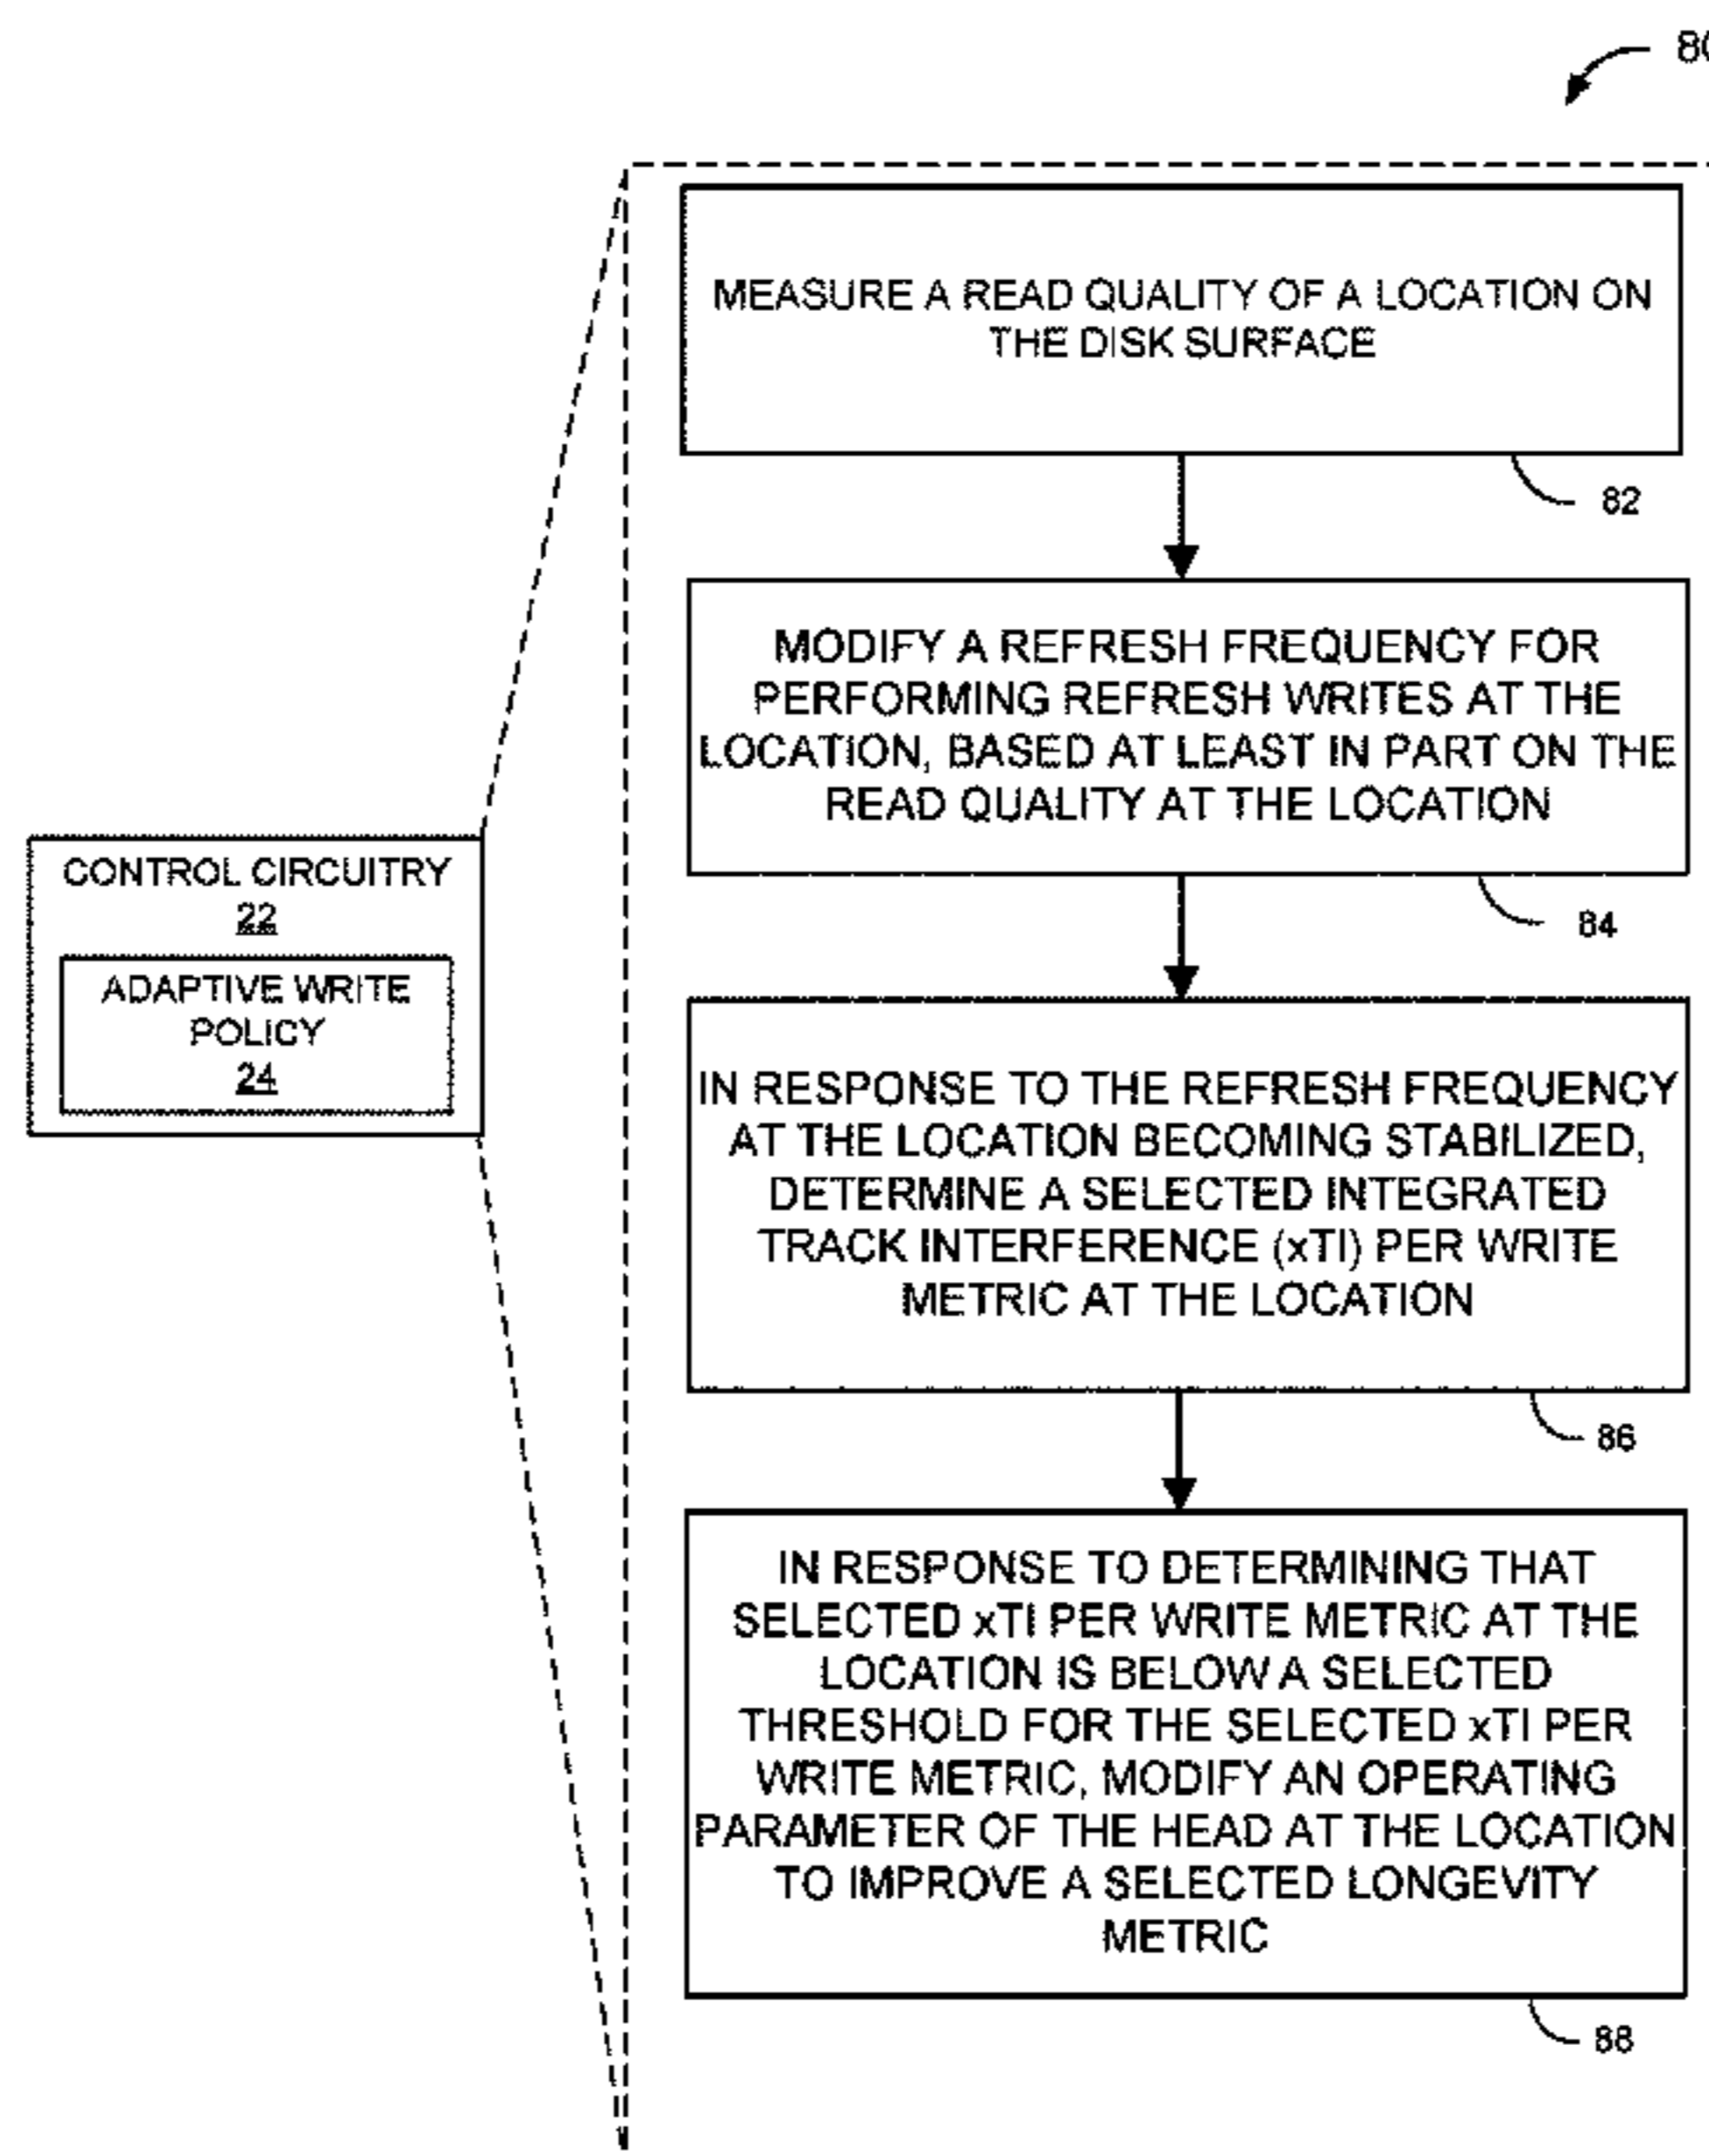 80
MEASURE A READ QUALITY OF A LOCATION ON
THE DISK SURFACE
82
MODIFY A REFRESH FREQUENCY FOR
PERFORMING REFRESH WRITES AT THE
LOCATION, BASED AT LEAST IN PART ON THE
READ QUALITY AT THE LOCATION
84
CONTROL CIRCUITRY
22
ADAPTIVE WRITE
POLICY
24
IN RESPONSE TO THE REFRESH FREQUENCY
AT THE LOCATION BECOMING STABILIZED,
DETERMINE A SELECTED INTEGRATED
TRACK INTERFERENCE (xTI) PER WRITE
METRIC AT THE LOCATION
86
IN RESPONSE TO DETERMINING THAT
SELECTED xTI PER WRITE METRIC AT THE
LOCATION IS BELOW A SELECTED
THRESHOLD FOR THE SELECTED xTI PER
WRITE METRIC, MODIFY AN OPERATING
PARAMETER OF THE HEAD AT THE LOCATION
TO IMPROVE A SELECTED LONGEVITY
METRIC
88